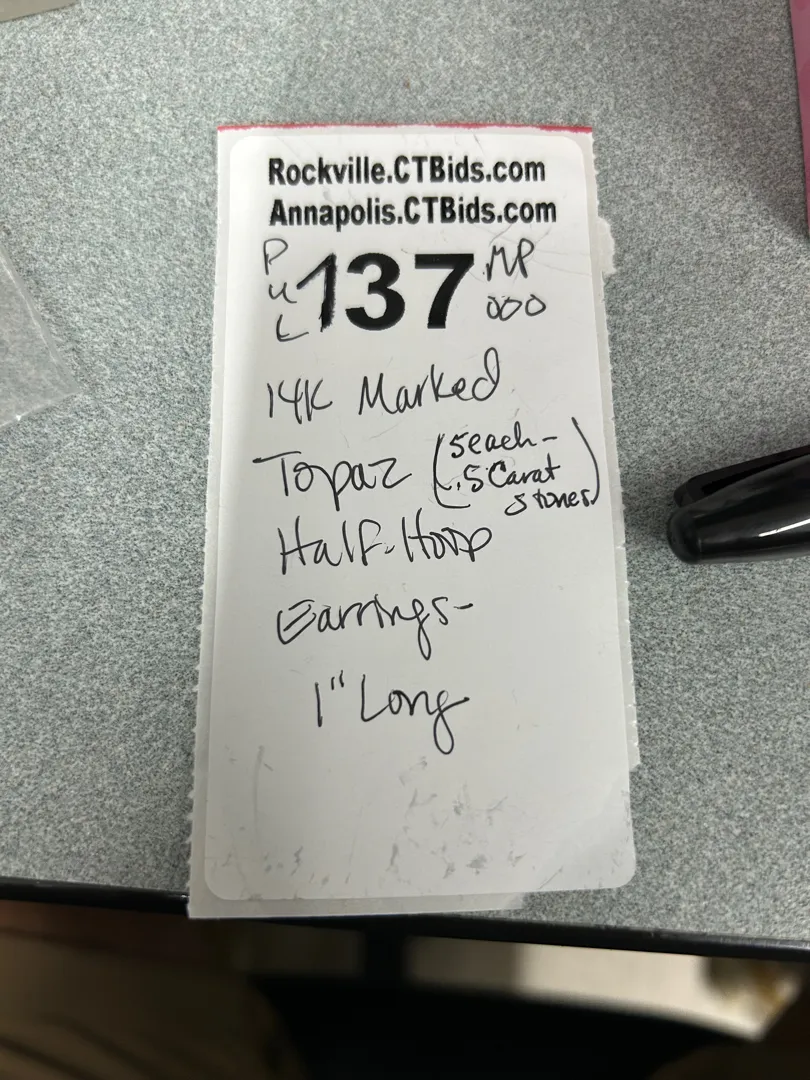 Rockville.CTBids.com
Annapolis.CTBids.com
PUL 137 MP
000
14K Marked
Topaz (5 each -
.5 Carat
stones)
Half-Hoop
Earrings-
1" Long